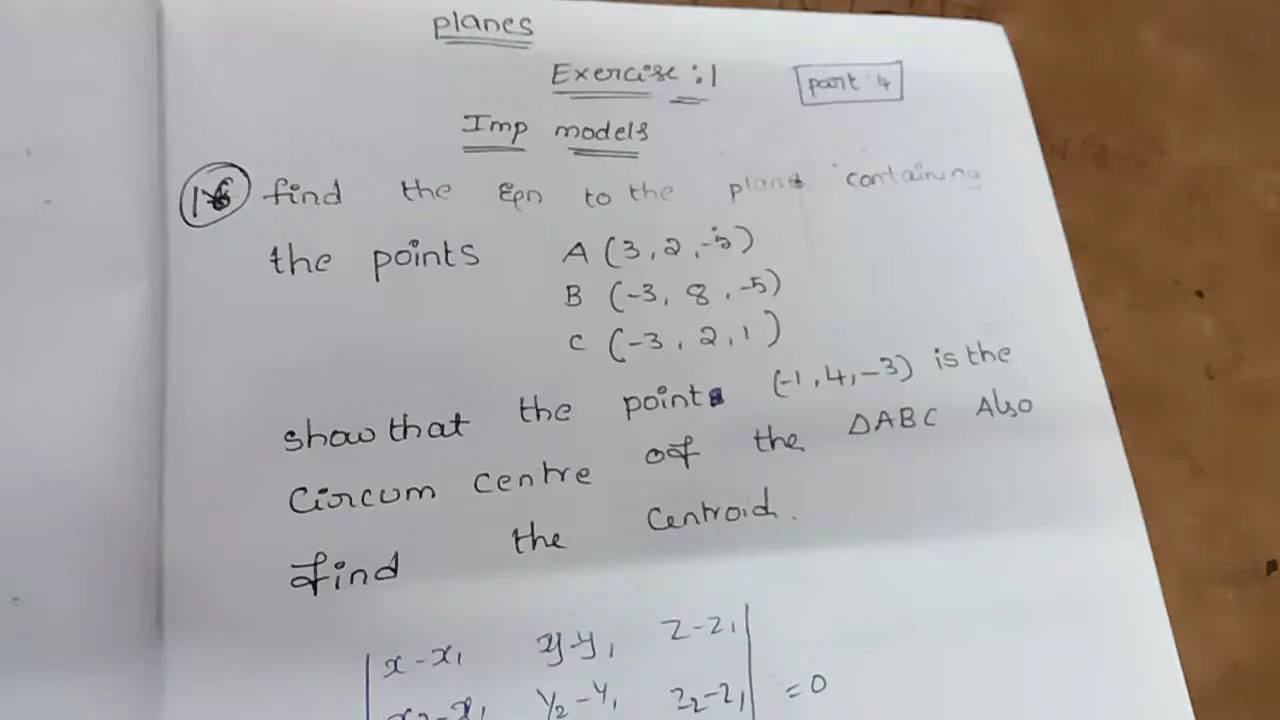 planes
Exercise :1 part 4
Imp models
16 find the Eqn to the plane containing
the points A (3, 2, -5)
B (-3, 8, -5)
C (-3, 2, 1)
show that the point (-1, 4, -3) is the
Circum centre of the ΔABC Also
find the Centroid.
x-x₁ y-y₁ z-z₁
x₂-x₁ y₂-y₁ z₂-z₁ =0